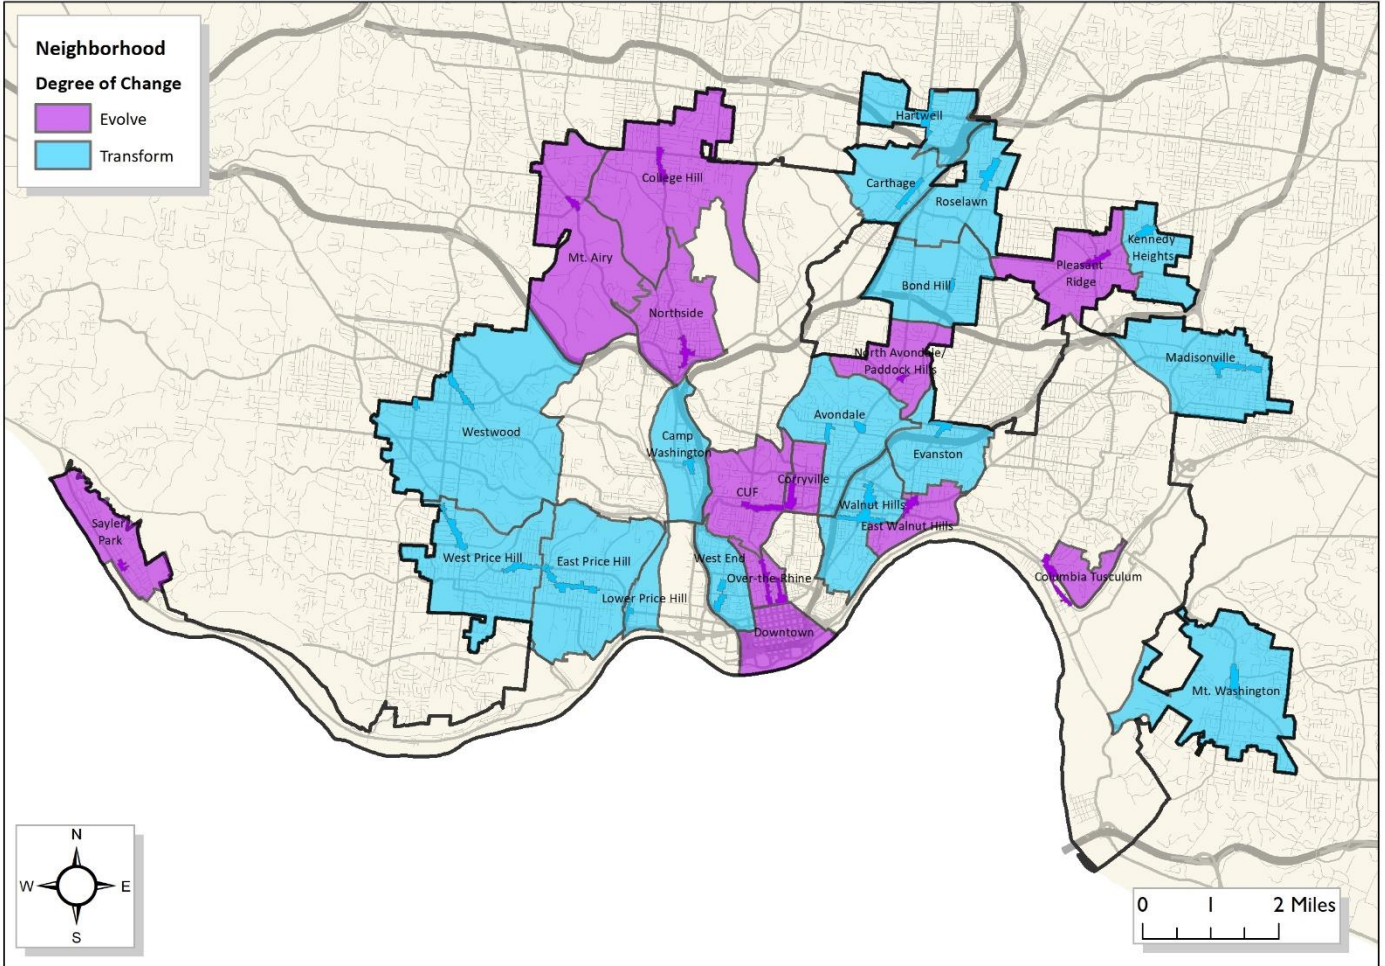 Neighborhood
Degree of Change
Evolve
Transform
Hartwell
College Hill
Carthage
Roselawn
Kennedy
Heights
Mt. Airy
Pleasant
Ridge
Bond Hill
Northside
North Avondale/
Paddock Hills
Madisonville
Avondale
Westwood
Camp
Washington
Evanston
Corryville
CUF
Walnut Hills
East Walnut Hills
Sayler
Park
West Price Hill
East Price Hill
West End
Over-the-Rhine
Columbia Tusculum
Lower Price Hill
Downtown
Mt. Washington
N
W
E
S
0 1 2 Miles